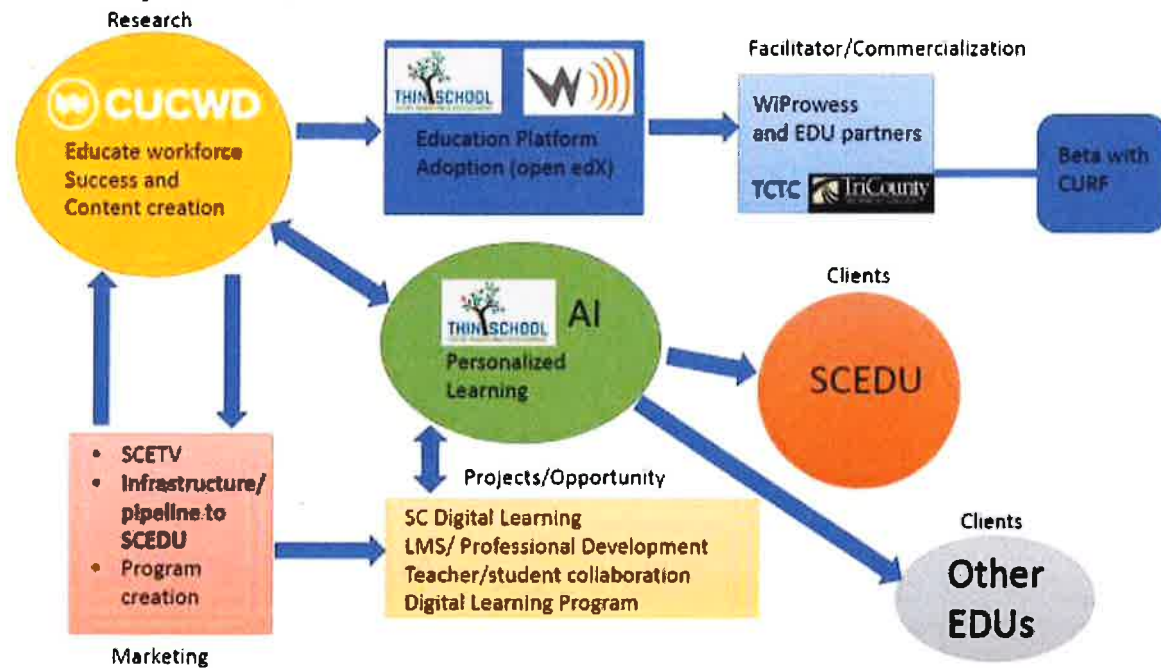 Research
CUCWD
Educate workforce
Success and
Content creation
THINKSCHOOL
W
Education Platform
Adoption (open edX)
Facilitator/Commercialization
WiProwess
and EDU partners
TCTC
TriCounty
Beta with
CURF
THINKSCHOOL
AI
Personalized
Learning
Clients
SCEDU
• SCETV
• Infrastructure/
pipeline to
SCEDU
• Program
creation
Marketing
Projects/Opportunity
SC Digital Learning
LMS/ Professional Development
Teacher/student collaboration
Digital Learning Program
Clients
Other
EDUs